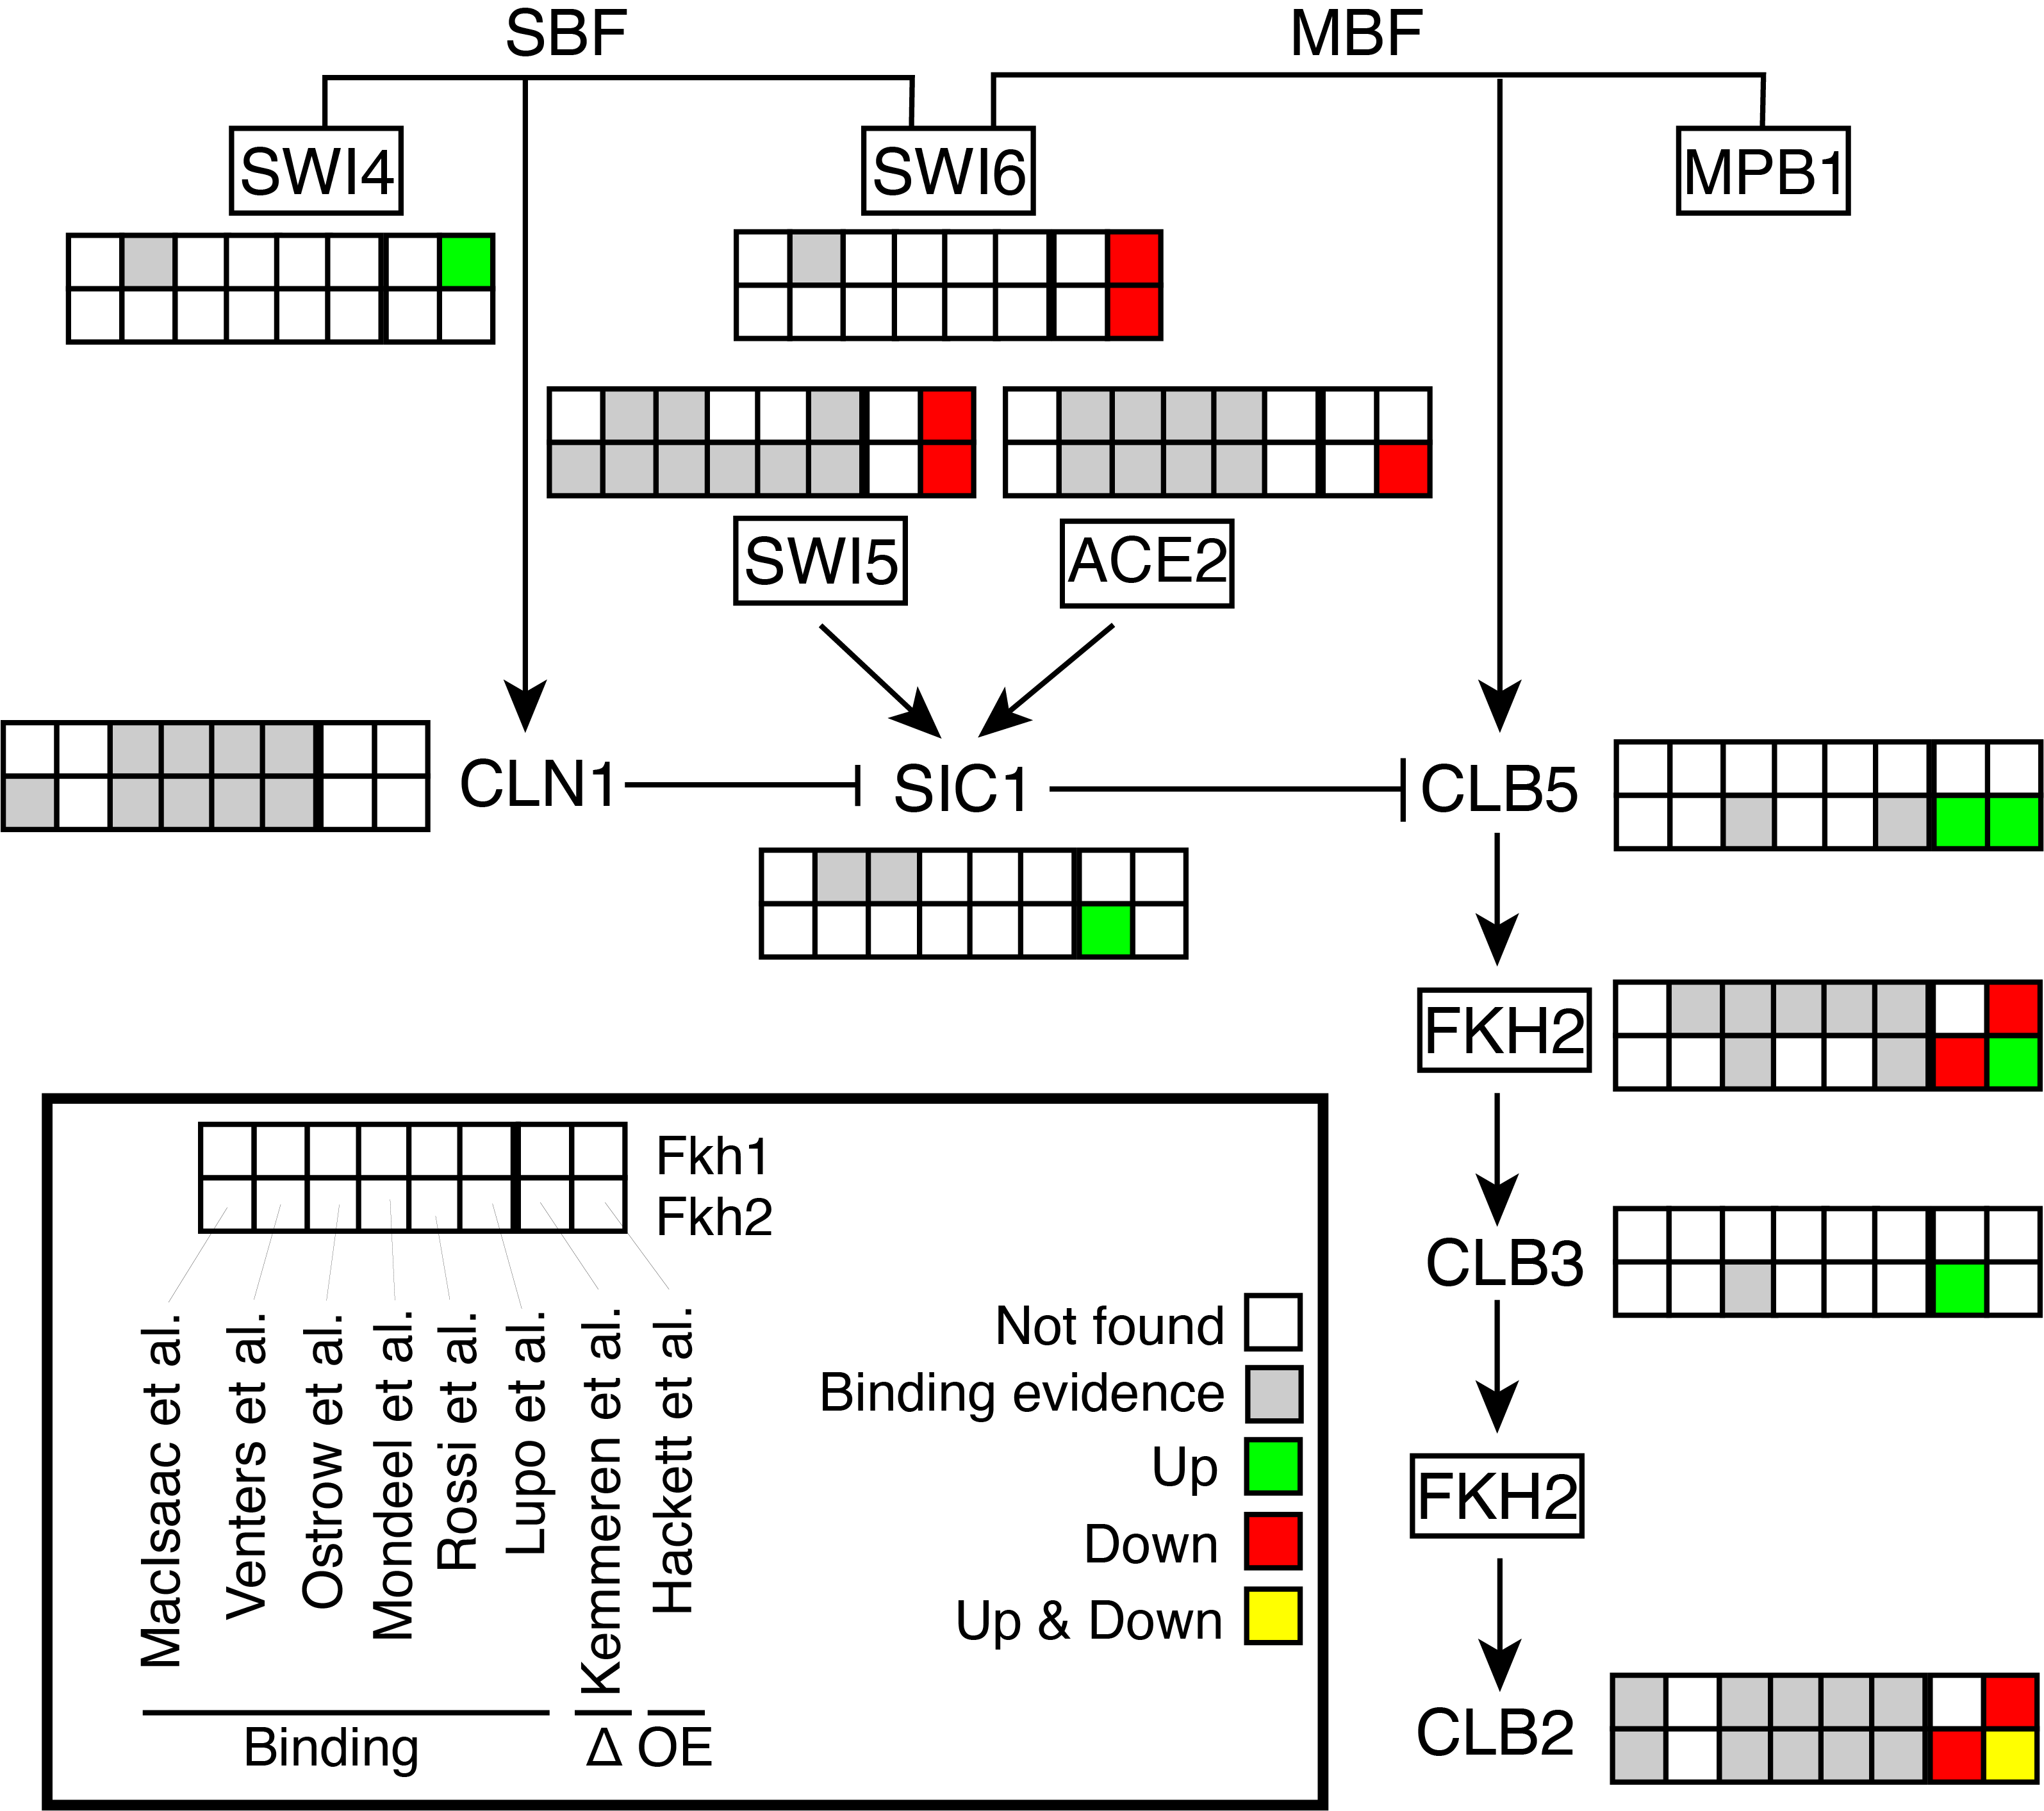 SBF
MBF
SWI4
SWI6
MPB1
SWI5
ACE2
CLN1
SIC1
CLB5
FKH2
Fkh1
Fkh2
CLB3
MacIsaac et al.
Venters et al.
Ostrow et al.
Mondeel et al.
Rossi et al.
Lupo et al.
Kemmeren et al.
Hackett et al.
Not found
Binding evidence
Up
Down
Up & Down
Binding
Δ
OE
FKH2
CLB2